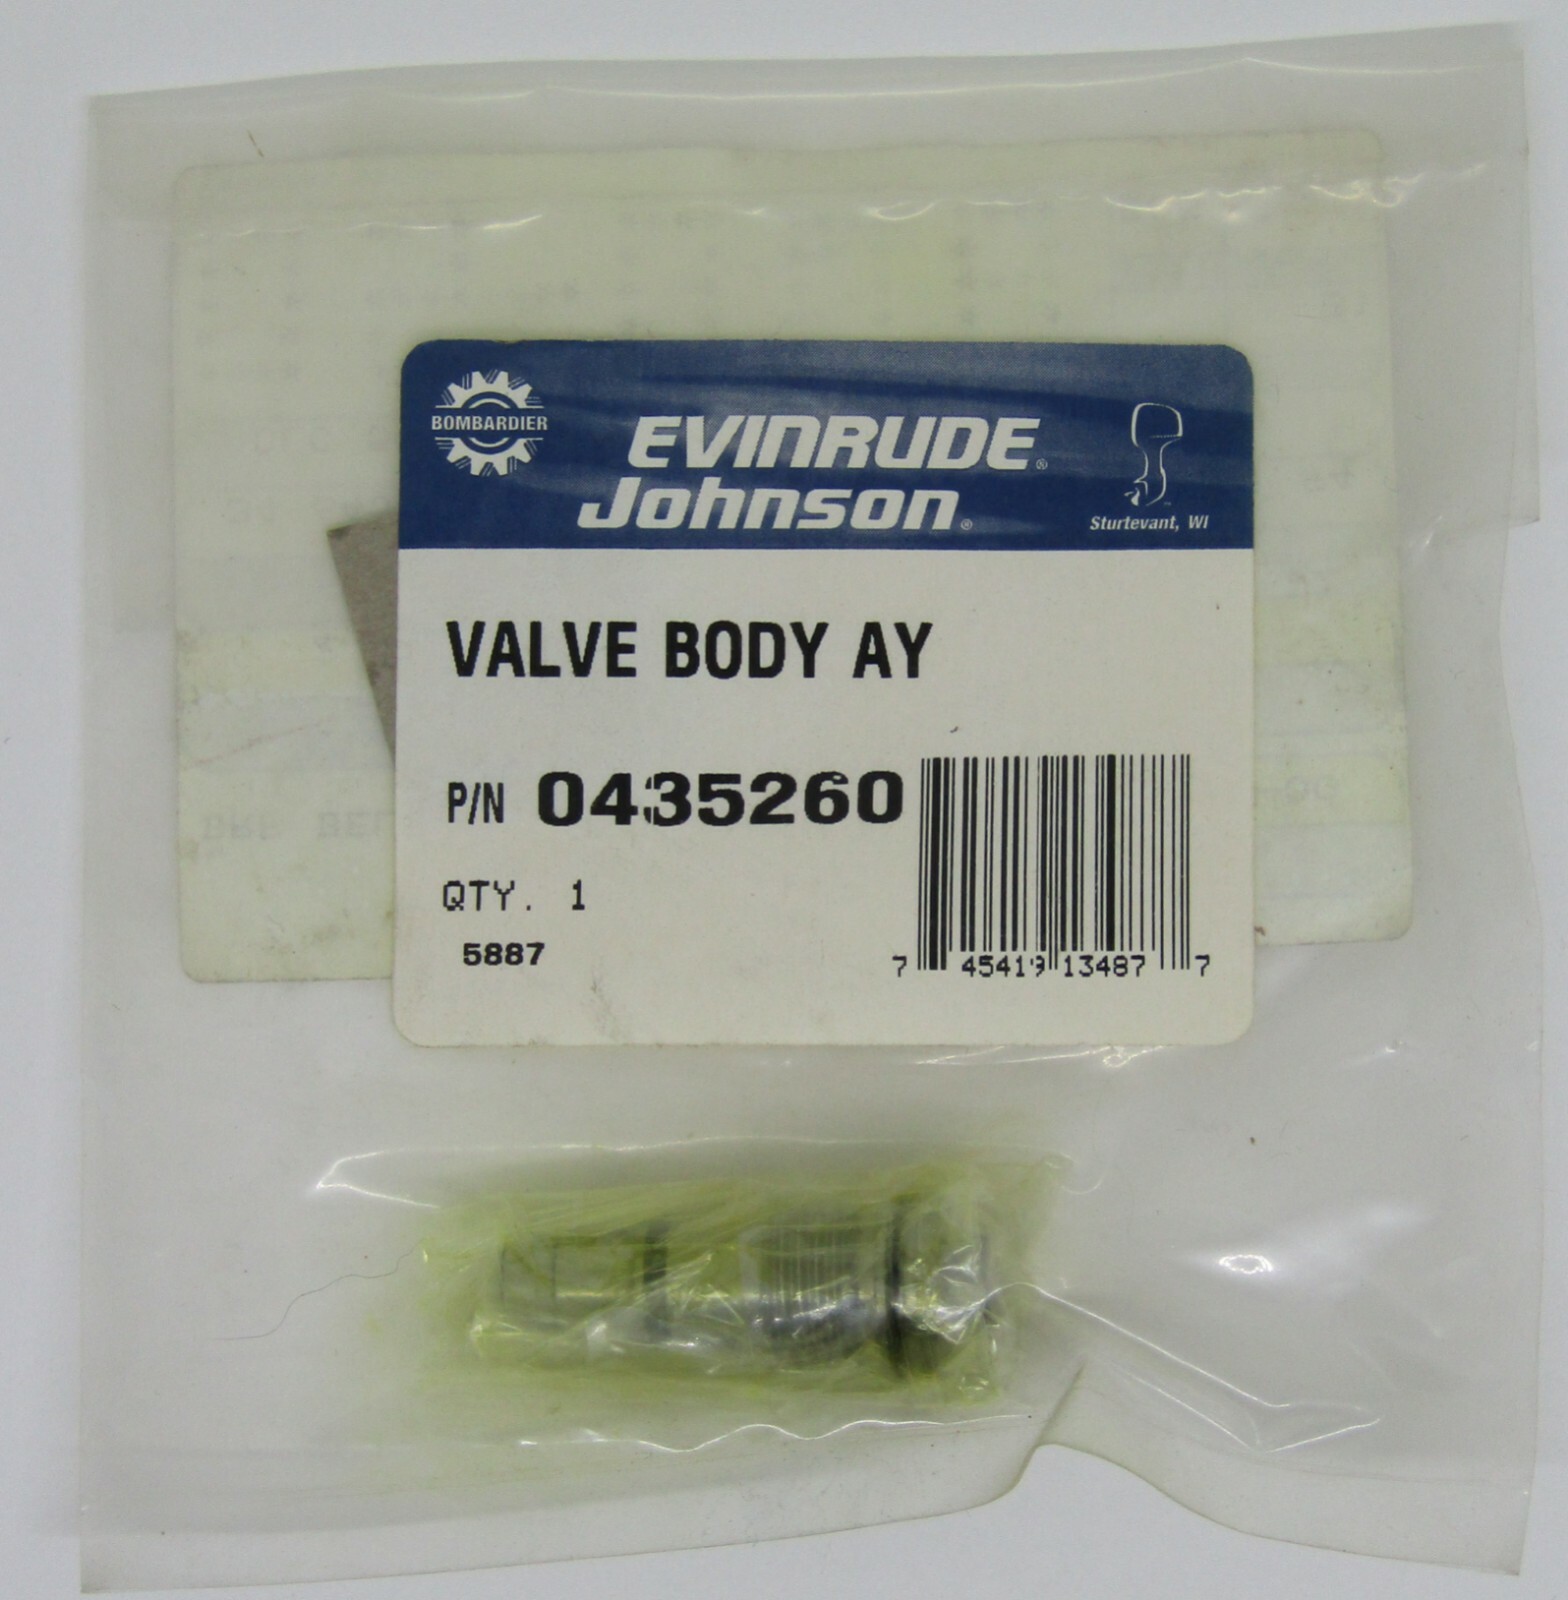 BOMBARDIER
EVINRUDE®
Johnson®
Sturtevant, WI
VALVE BODY AY
P/N 0435260
QTY. 1
5887
7 45419 13487 7